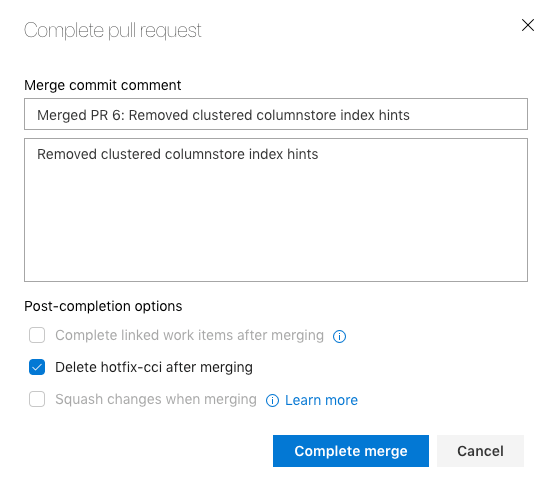 Complete pull request
Merge commit comment
Merged PR 6: Removed clustered columnstore index hints
Removed clustered columnstore index hints
Post-completion options
Complete linked work items after merging
Delete hotfix-cci after merging
Squash changes when merging Learn more
Complete merge Cancel